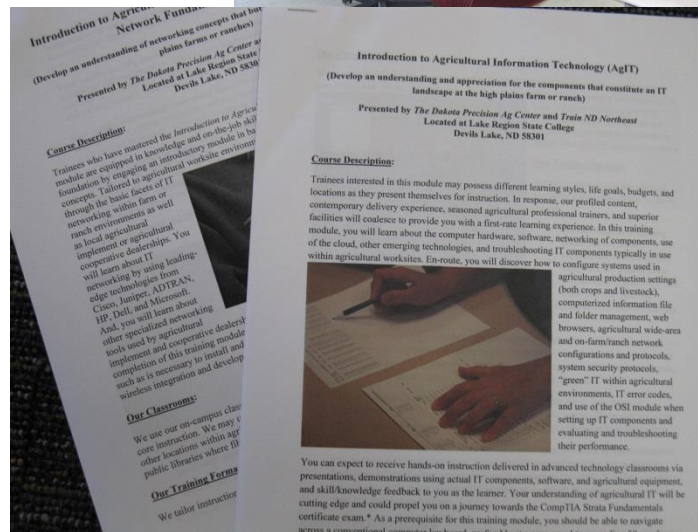 Introduction to Agricultural
Network Funda
(Develop an understanding of networking concepts that
plains farms or ranches)
Presented by The Dakota Precision Ag Center
Located at Lake Region State
Devils Lake, ND 5830
Course Description:
Trainees who have mastered the Introduction to
module are equipped in knowledge and on-the-job
foundation by engaging an introductory module in
concepts. Tailored to agricultural worksite
through the basic facets of IT
networking within farm or
ranch environments as well
as local agricultural
implement or agricultural
cooperative dealerships. You
will learn about IT
networking by using leading-
edge technologies from
Cisco, Juniper, ADTRAN,
HP, Dell, and Microsoft.
And, you will learn about
other specialized networking
tools used by agricultural
implement and cooperative
completion of this training module
such as is necessary to install and
wireless integration and
Our Classrooms:
We use our on-campus
core instruction. We may
other locations within
public libraries where
Our Training
We tailor instruction
Introduction to Agricultural Information Technology (AgIT)
(Develop an understanding and appreciation for the components that constitute an IT
landscape at the high plains farm or ranch)
Presented by The Dakota Precision Ag Center and Train ND Northeast
Located at Lake Region State College
Devils Lake, ND 58301
Course Description:
Trainees interested in this module may possess different learning styles, life goals, budgets, and
locations as they present themselves for instruction. In response, our profiled content,
contemporary delivery experience, seasoned agricultural professional trainers, and superior
facilities will coalesce to provide you with a first-rate learning experience. In this training
module, you will learn about the computer hardware, software, networking of components, use
of the cloud, other emerging technologies, and troubleshooting IT components typically in use
within agricultural worksites. En-route, you will discover how to configure systems used in
agricultural production settings
(both crops and livestock),
computerized information file
and folder management, web
browsers, agricultural wide-area
and on-farm/ranch network
configurations and protocols,
system security protocols,
"green" IT within agricultural
environments, IT error codes,
and use of the OSI module when
setting up IT components and
evaluating and troubleshooting
their performance.
You can expect to receive hands-on instruction delivered in advanced technology classrooms via
presentations, demonstrations using actual IT components, software, and agricultural equipment,
and skill/knowledge feedback to you as the learner. Your understanding of agricultural IT will be
cutting edge and could propel you on a journey towards the CompTIA Strata Fundamentals
certificate exam.* As a prerequisite for this training module, you should be able to navigate
across a conventional computer keyboard